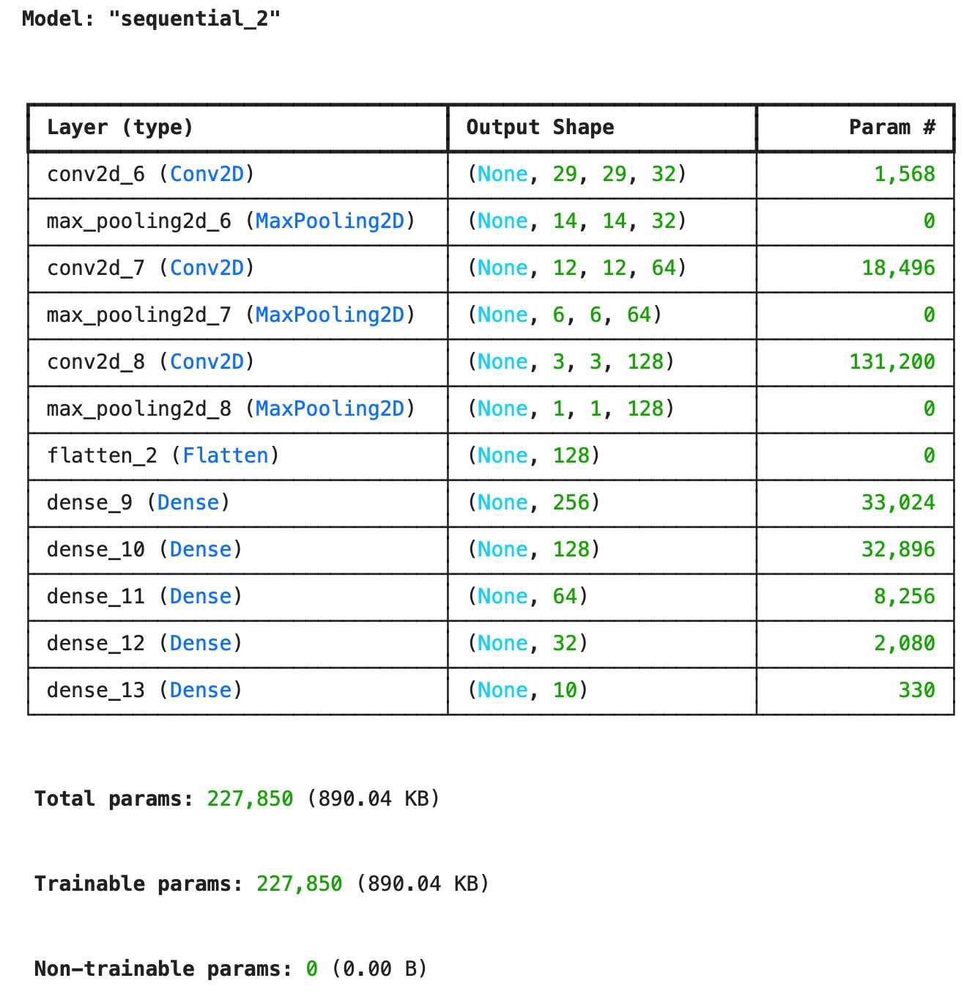 Model: "sequential_2"
Layer (type) Output Shape Param #
conv2d_6 (Conv2D) (None, 29, 29, 32) 1,568
max_pooling2d_6 (MaxPooling2D) (None, 14, 14, 32) 0
conv2d_7 (Conv2D) (None, 12, 12, 64) 18,496
max_pooling2d_7 (MaxPooling2D) (None, 6, 6, 64) 0
conv2d_8 (Conv2D) (None, 3, 3, 128) 131,200
max_pooling2d_8 (MaxPooling2D) (None, 1, 1, 128) 0
flatten_2 (Flatten) (None, 128) 0
dense_9 (Dense) (None, 256) 33,024
dense_10 (Dense) (None, 128) 32,896
dense_11 (Dense) (None, 64) 8,256
dense_12 (Dense) (None, 32) 2,080
dense_13 (Dense) (None, 10) 330
Total params: 227,850 (890.04 KB)
Trainable params: 227,850 (890.04 KB)
Non-trainable params: 0 (0.00 B)